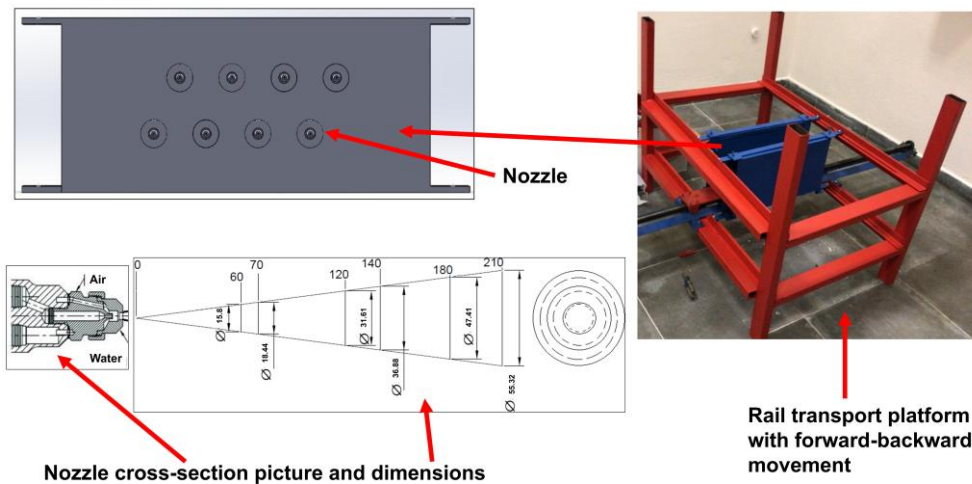 Nozzle
Air
Water
0
60
70
120
140
180
210
Ø 15.8
Ø 18.44
Ø 31.61
Ø 36.88
Ø 47.41
Ø 55.32
Rail transport platform
with forward-backward
movement
Nozzle cross-section picture and dimensions